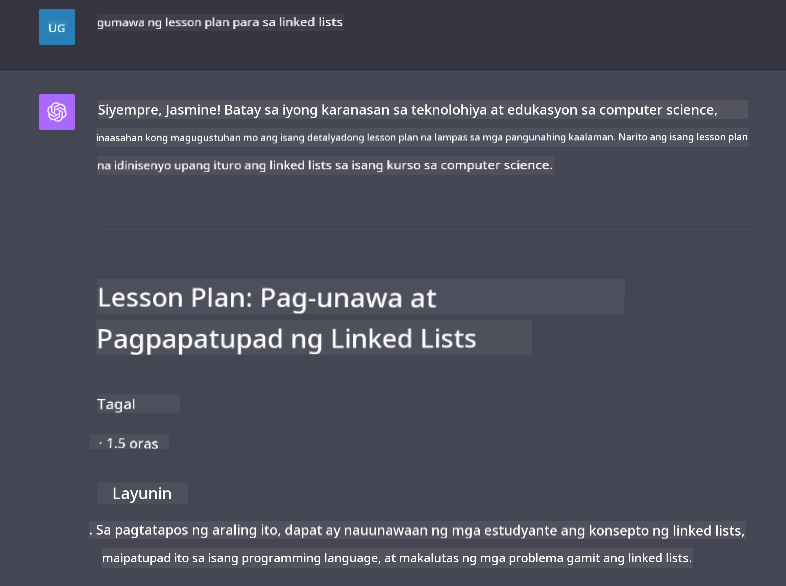 UG
gumawa ng lesson plan para sa linked lists
Siyempre, Jasmine! Batay sa iyong karanasan sa teknolohiya at edukasyon sa computer science,
inaasahan kong magugustuhan mo ang isang detalyadong lesson plan na lampas sa mga pangunahing kaalaman. Narito ang isang lesson plan
na idinisenyo upang ituro ang linked lists sa isang kurso sa computer science.
Lesson Plan: Pag-unawa at
Pagpapatupad ng Linked Lists
Tagal
· 1.5 oras
Layunin
. Sa pagtatapos ng araling ito, dapat ay nauunawaan ng mga estudyante ang konsepto ng linked lists,
maipatupad ito sa isang programming language, at makalutas ng mga problema gamit ang linked lists.